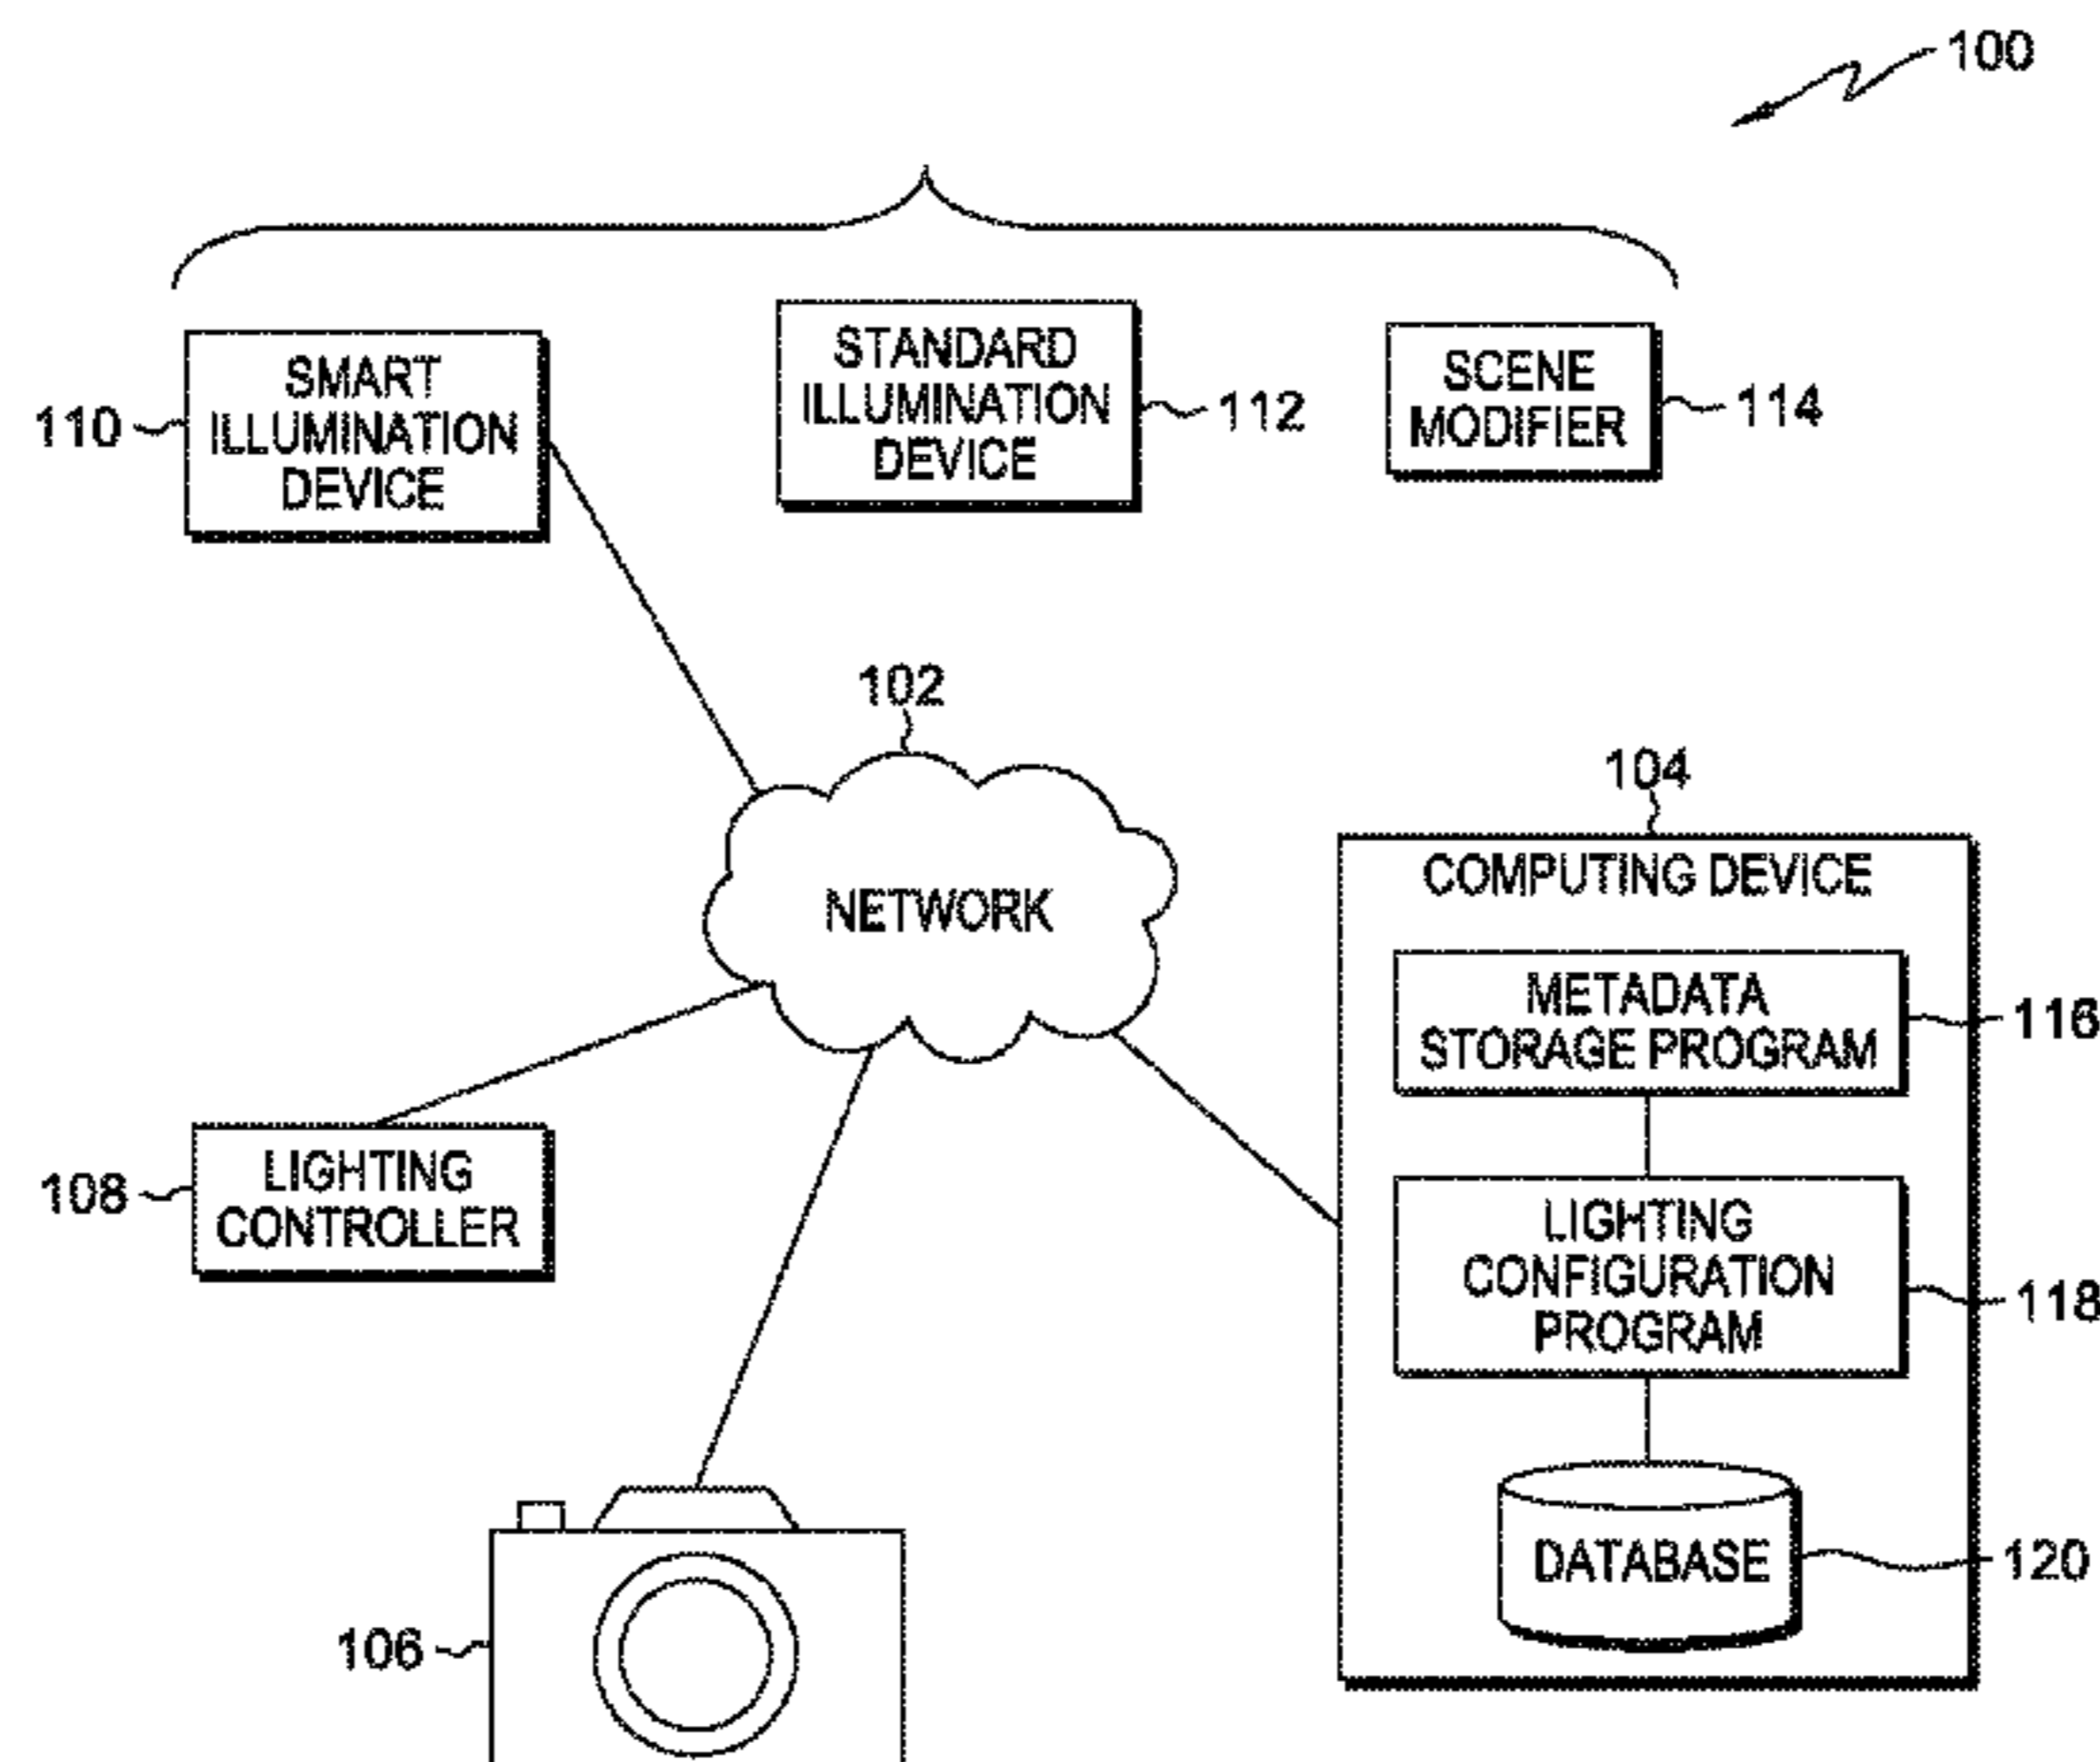 100
SMART
ILLUMINATION
DEVICE
110
STANDARD
ILLUMINATION
DEVICE
112
SCENE
MODIFIER
114
102
NETWORK
104
COMPUTING DEVICE
METADATA
STORAGE PROGRAM
116
LIGHTING
CONTROLLER
108
LIGHTING
CONFIGURATION
PROGRAM
118
DATABASE
120
106